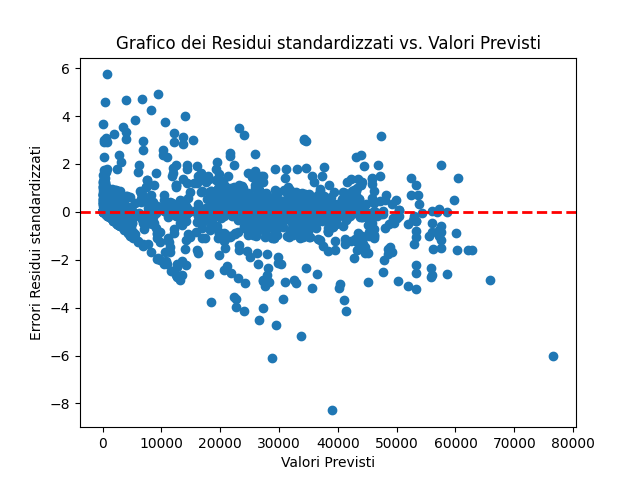 Grafico dei Residui standardizzati vs. Valori Previsti
Errori Residui standardizzati
6
4
2
0
−2
−4
−6
−8
0 10000 20000 30000 40000 50000 60000 70000 80000
Valori Previsti